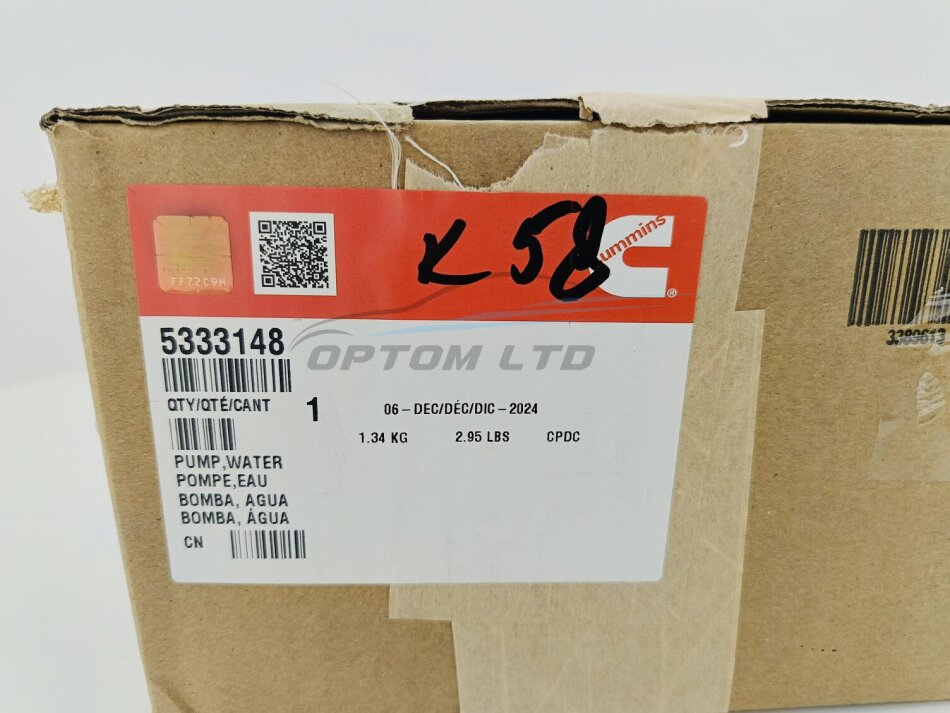 K 58
cummins
®
FF72C9H
5333148
OPTOM LTD
QTY/QTÉ/CANT 1
06 – DEC/DÉC/DIC – 2024
1.34 KG 2.95 LBS CPDC
PUMP,WATER
POMPE,EAU
BOMBA, AGUA
BOMBA, ÁGUA
CN